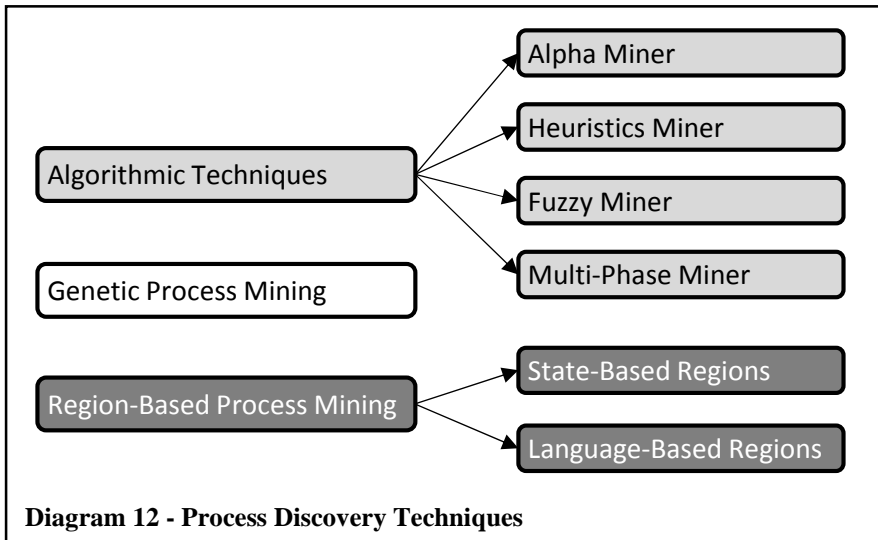 Alpha Miner
Heuristics Miner
Algorithmic Techniques
Fuzzy Miner
Multi-Phase Miner
Genetic Process Mining
State-Based Regions
Region-Based Process Mining
Language-Based Regions
Diagram 12 - Process Discovery Techniques